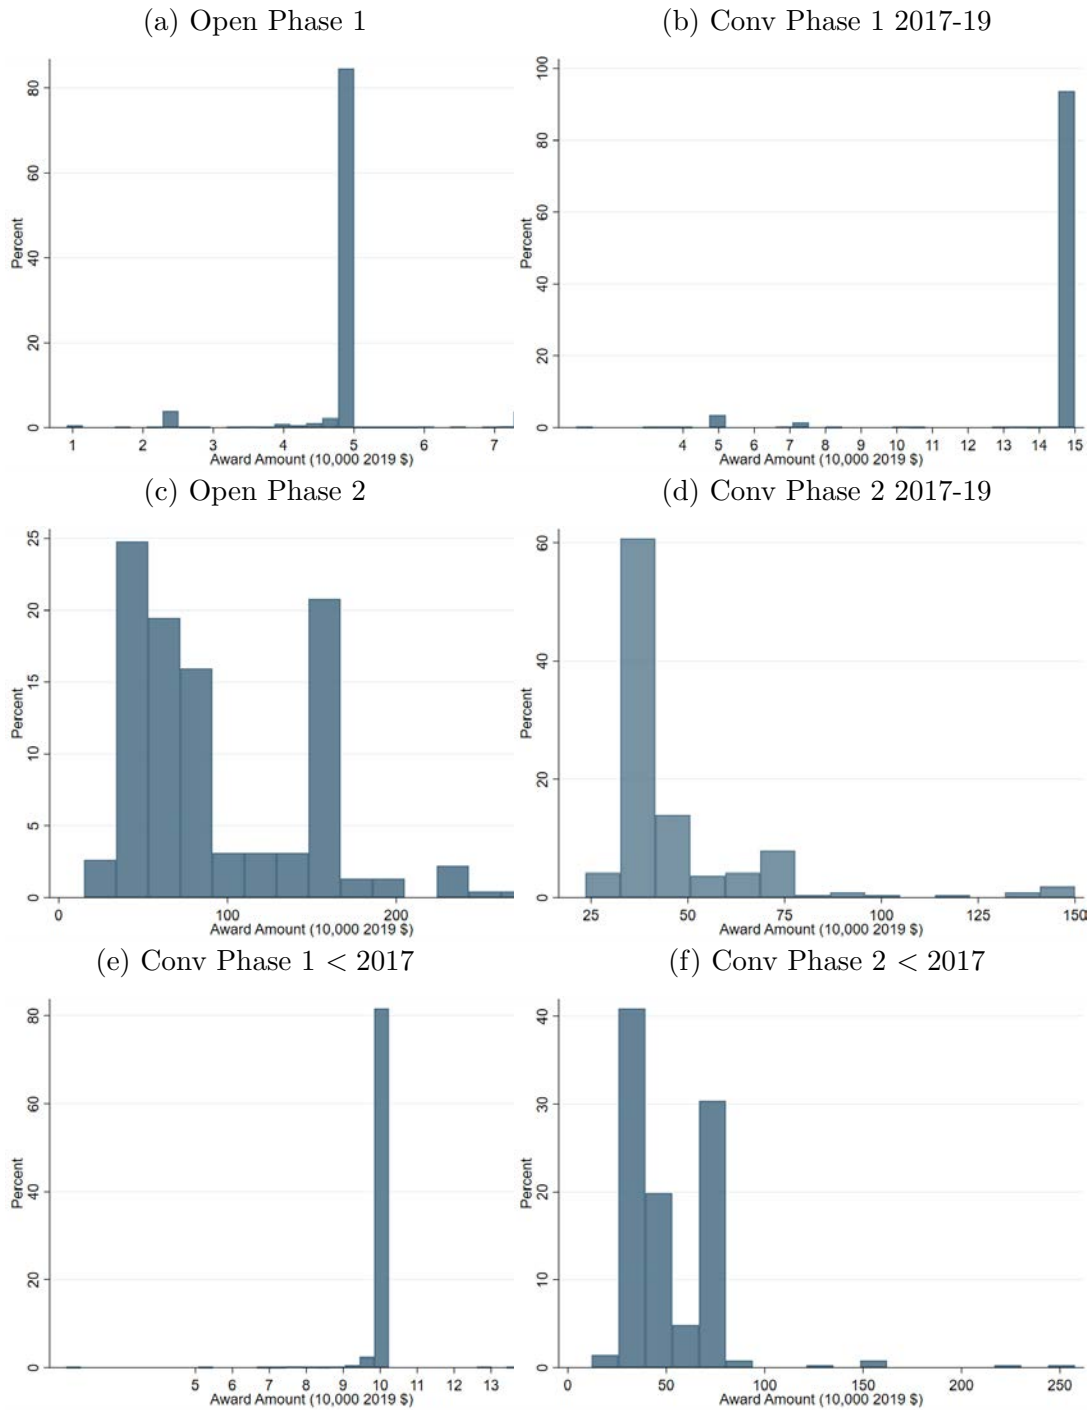 (a) Open Phase 1
(b) Conv Phase 1 2017-19
Percent
0 20 40 60 80
1 2 3 4 5 6 7
Award Amount (10,000 2019 $)
Percent
0 20 40 60 80 100
4 5 6 7 8 9 10 11 12 13 14 15
Award Amount (10,000 2019 $)
(c) Open Phase 2
(d) Conv Phase 2 2017-19
Percent
0 5 10 15 20 25
0 100 200
Award Amount (10,000 2019 $)
Percent
0 20 40 60
25 50 75 100 125 150
Award Amount (10,000 2019 $)
(e) Conv Phase 1 < 2017
(f) Conv Phase 2 < 2017
Percent
0 20 40 60 80
5 6 7 8 9 10 11 12 13
Award Amount (10,000 2019 $)
Percent
0 10 20 30 40
0 50 100 150 200 250
Award Amount (10,000 2019 $)